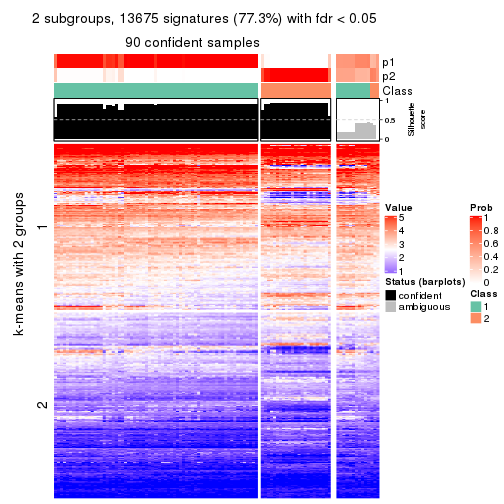 2 subgroups, 13675 signatures (77.3%) with fdr < 0.05
90 confident samples
p1
p2
Class
1
0.5
0
Silhouette
score
k-means with 2 groups
1
2
Value
5
4
3
2
1
Status (barplots)
confident
ambiguous
Prob
1
0.8
0.6
0.4
0.2
0
Class
1
2